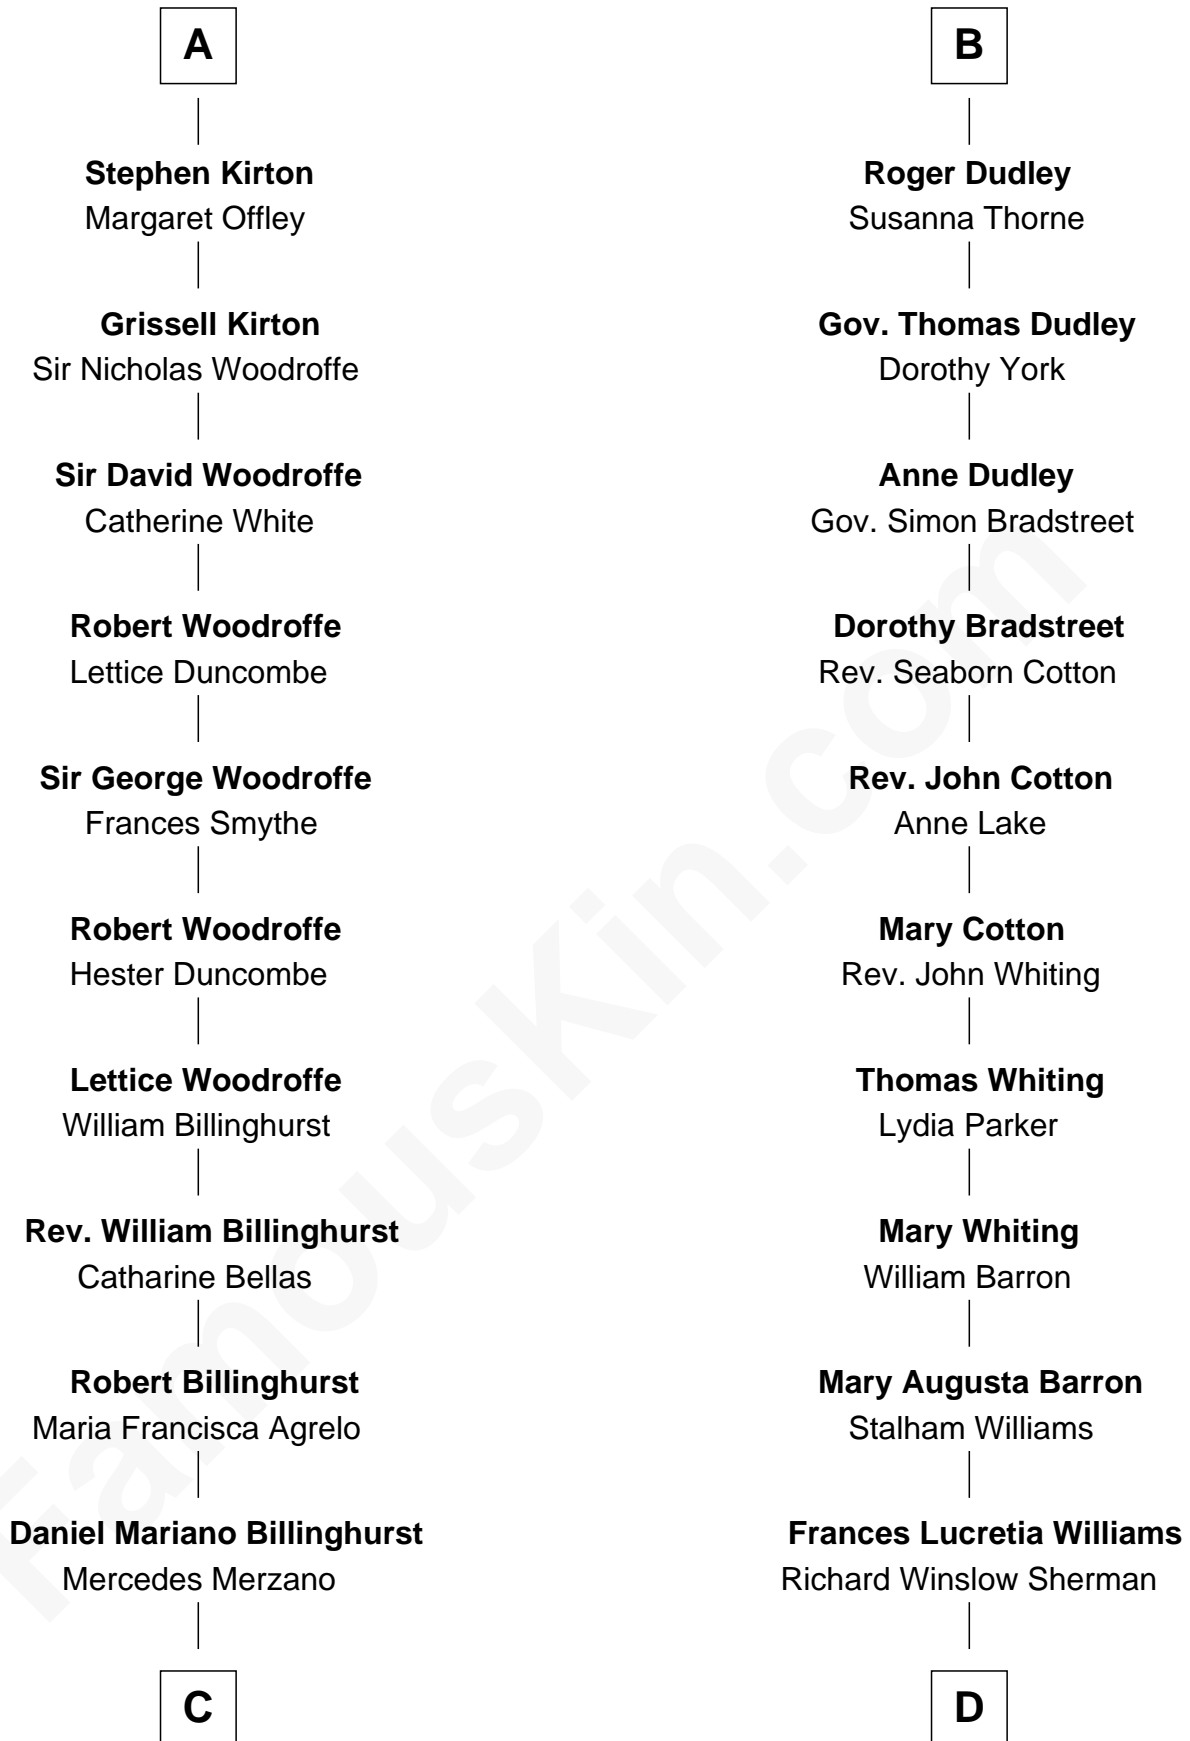 A
Stephen Kirton
Margaret Offley
Grissell Kirton
Sir Nicholas Woodroffe
Sir David Woodroffe
Catherine White
Robert Woodroffe
Lettice Duncombe
Sir George Woodroffe
Frances Smythe
Robert Woodroffe
Hester Duncombe
Lettice Woodroffe
William Billinghurst
Rev. William Billinghurst
Catharine Bellas
Robert Billinghurst
Maria Francisca Agrelo
Daniel Mariano Billinghurst
Mercedes Merzano
C
B
Roger Dudley
Susanna Thorne
Gov. Thomas Dudley
Dorothy York
Anne Dudley
Gov. Simon Bradstreet
Dorothy Bradstreet
Rev. Seaborn Cotton
Rev. John Cotton
Anne Lake
Mary Cotton
Rev. John Whiting
Thomas Whiting
Lydia Parker
Mary Whiting
William Barron
Mary Augusta Barron
Stalham Williams
Frances Lucretia Williams
Richard Winslow Sherman
D
FamousKin.com